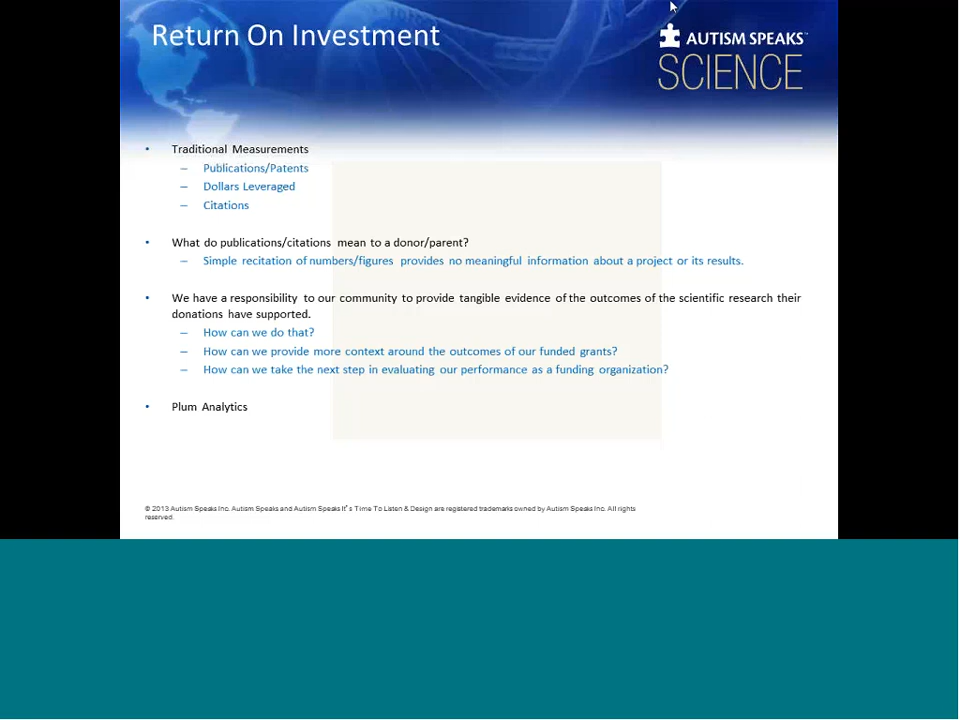 Return On Investment
AUTISM SPEAKS™
SCIENCE
• Traditional Measurements
– Publications/Patents
– Dollars Leveraged
– Citations
• What do publications/citations mean to a donor/parent?
– Simple recitation of numbers/figures provides no meaningful information about a project or its results.
• We have a responsibility to our community to provide tangible evidence of the outcomes of the scientific research their
donations have supported.
– How can we do that?
– How can we provide more context around the outcomes of our funded grants?
– How can we take the next step in evaluating our performance as a funding organization?
• Plum Analytics
© 2013 Autism Speaks Inc. Autism Speaks and Autism Speaks It's Time To Listen & Design are registered trademarks owned by Autism Speaks Inc. All rights
reserved.